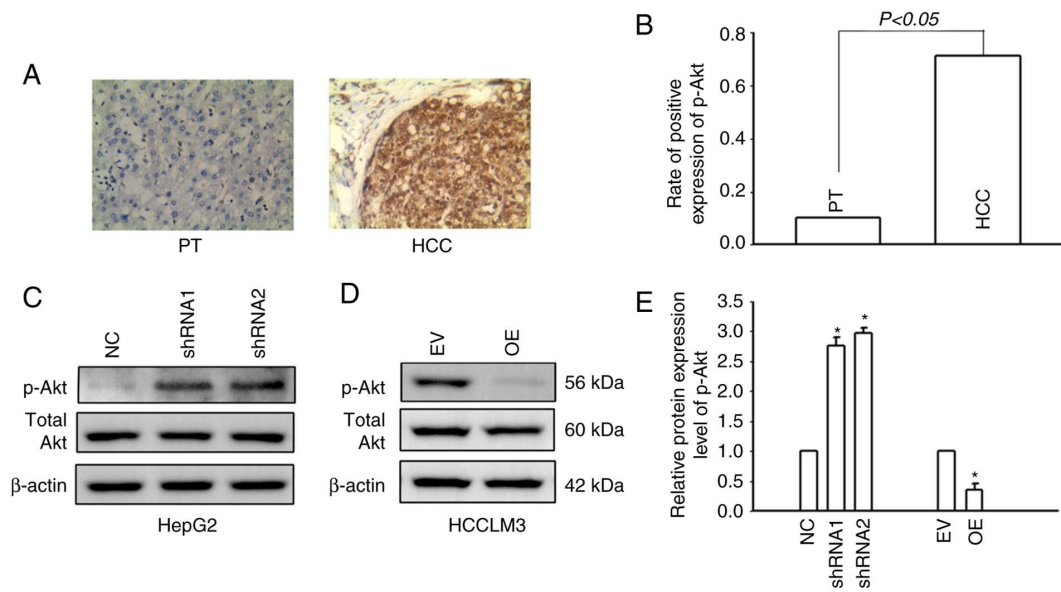 A
PT
HCC
B
P<0.05
Rate of positive
expression of p-Akt
0.8
0.6
0.4
0.2
0.0
PT
HCC
C
NC
shRNA1
shRNA2
p-Akt
Total
Akt
β-actin
HepG2
D
EV
OE
p-Akt
56 kDa
Total
Akt
60 kDa
β-actin
42 kDa
HCCLM3
E
Relative protein expression
level of p-Akt
3.5
3.0
2.5
2.0
1.0
0.5
0.0
*
*
*
NC
shRNA1
shRNA2
EV
OE